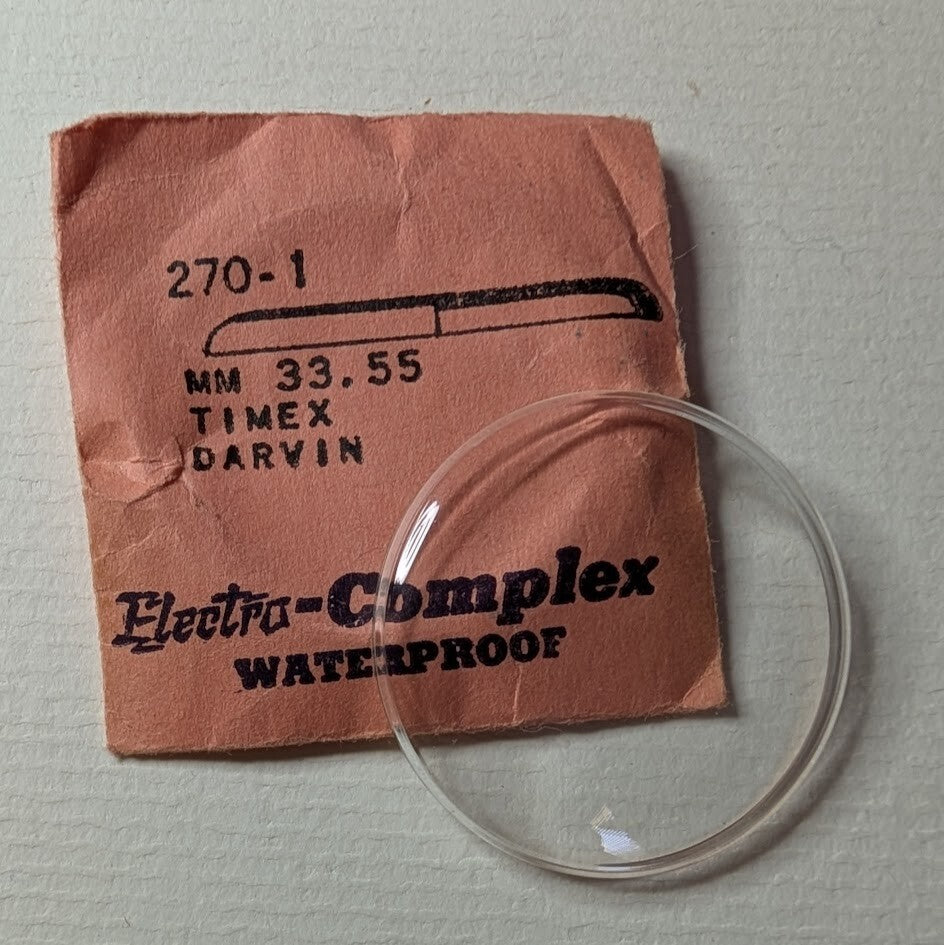 270-1
MM 33.55
TIMEX
DARVIN
Electro-Complex
WATERPROOF